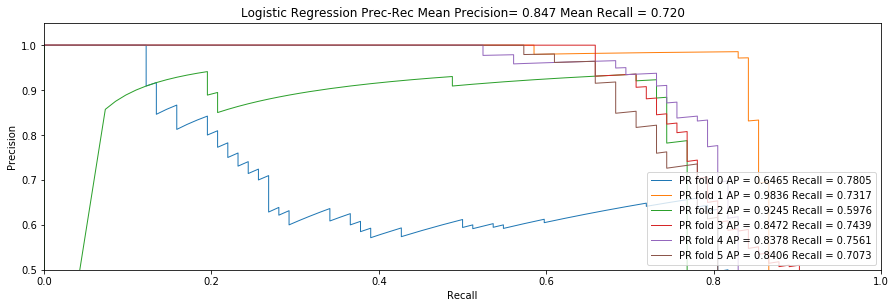 Logistic Regression Prec-Rec Mean Precision= 0.847 Mean Recall = 0.720
1.0
0.9
0.8
0.7
0.6
0.5
Precision
PR fold 0 AP = 0.6465 Recall = 0.7805
PR fold 1 AP = 0.9836 Recall = 0.7317
PR fold 2 AP = 0.9245 Recall = 0.5976
PR fold 3 AP = 0.8472 Recall = 0.7439
PR fold 4 AP = 0.8378 Recall = 0.7561
PR fold 5 AP = 0.8406 Recall = 0.7073
0.0 0.2 0.4 0.6 0.8 1.0
Recall